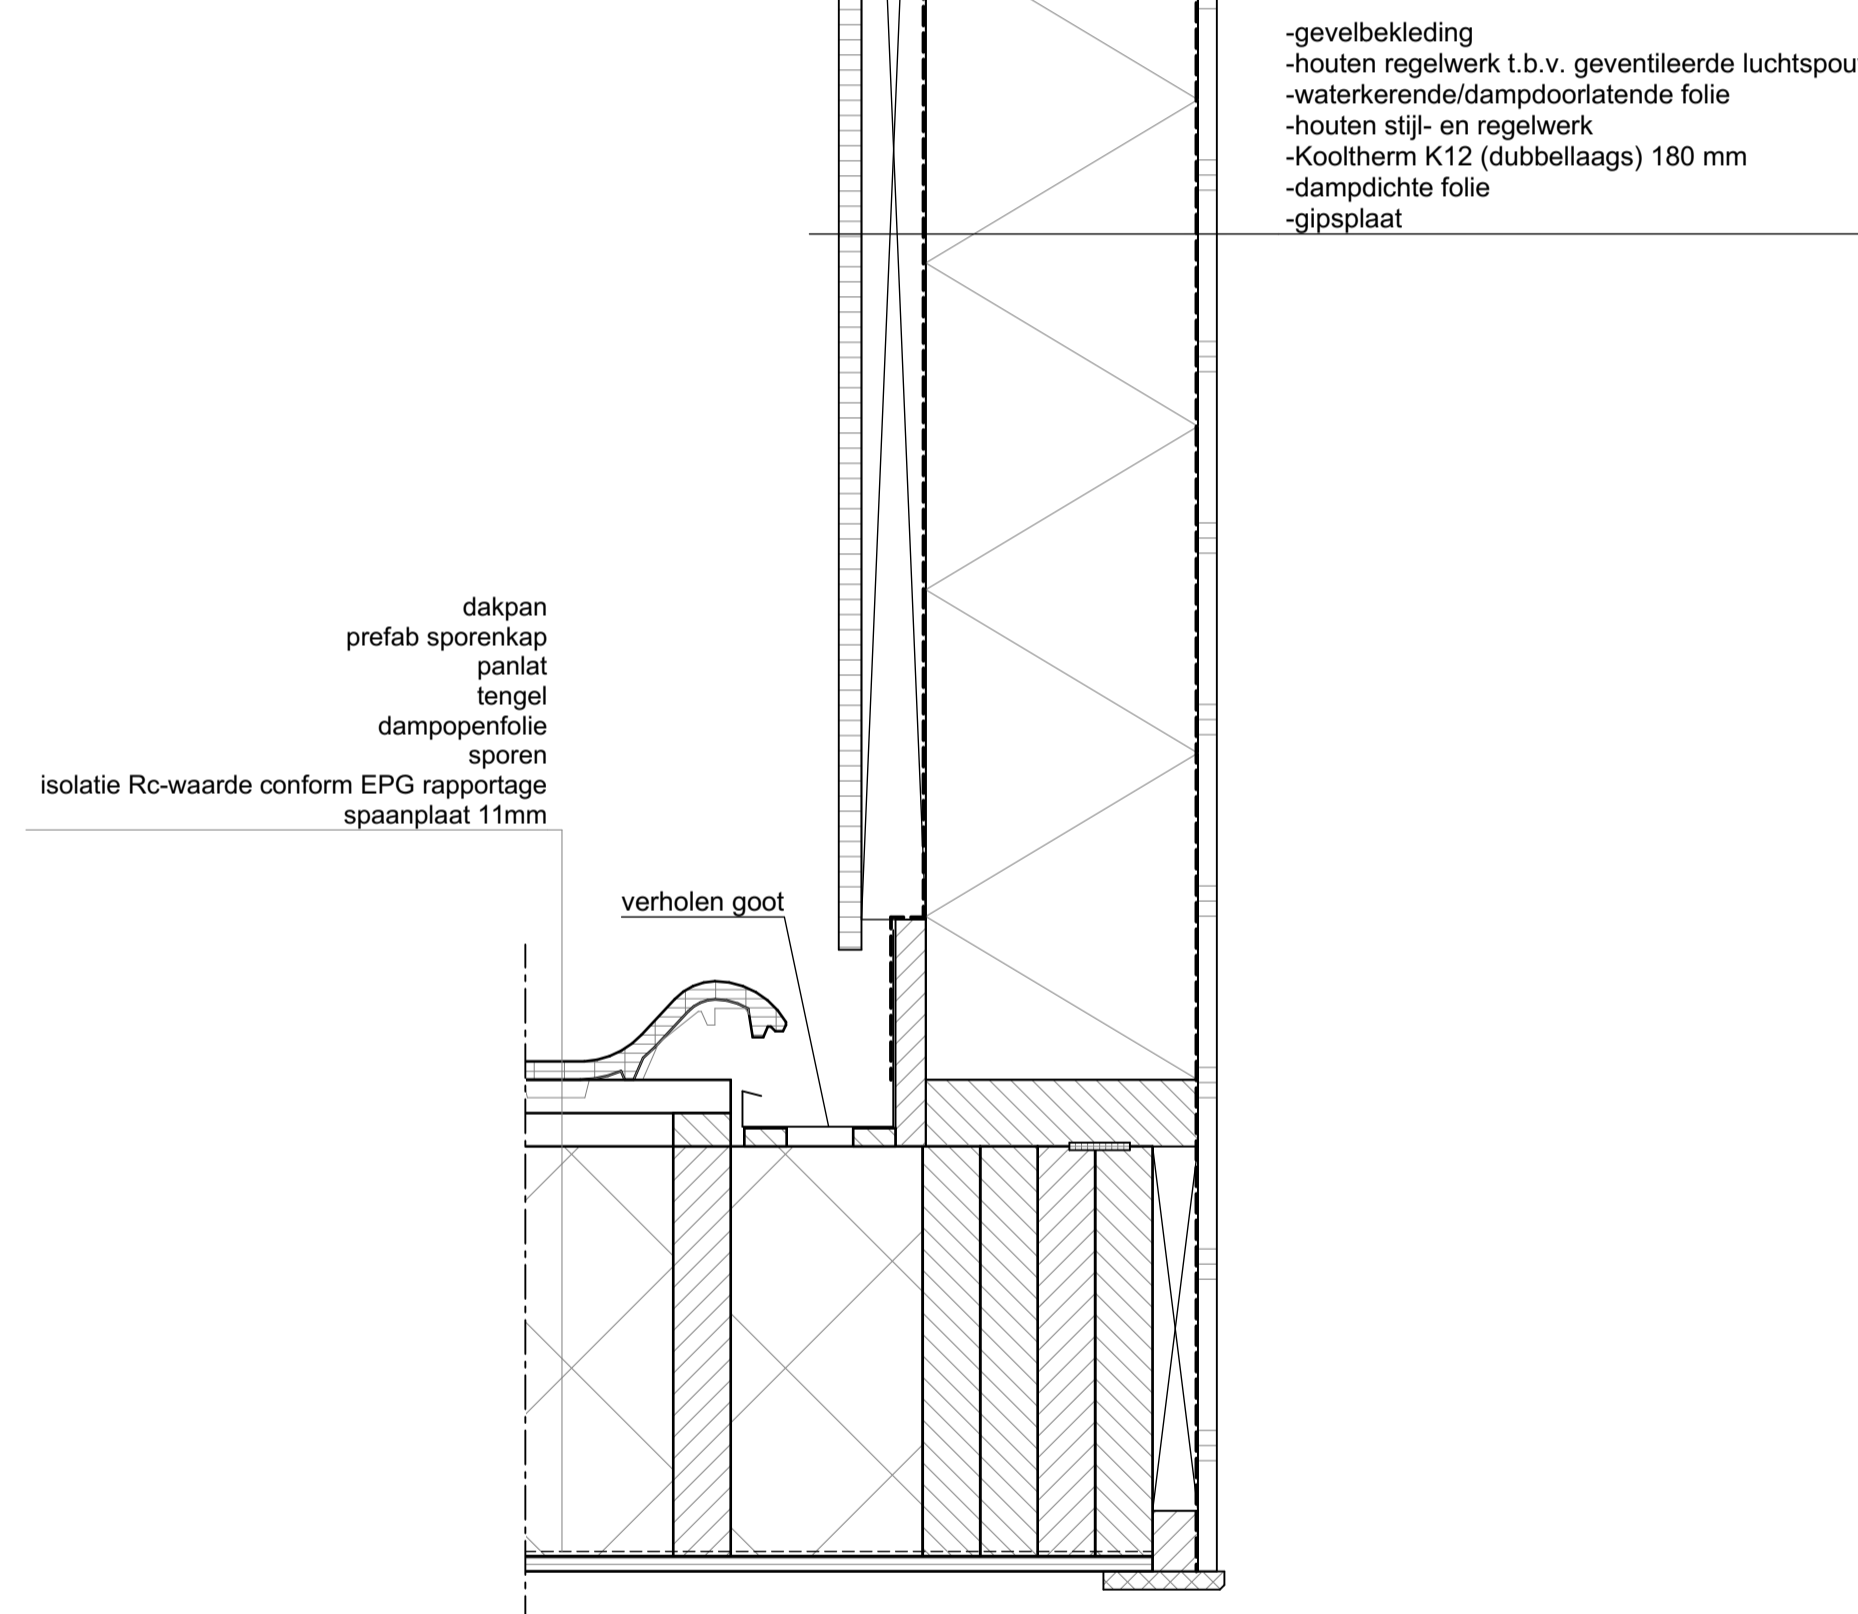 -gevelbekleding
-houten regelwerk t.b.v. geventileerde luchtspou
-waterkerende/dampdoorlatende folie
-houten stijl- en regelwerk
-Kooltherm K12 (dubbellaags) 180 mm
-dampdichte folie
-gipsplaat
dakpan
prefab sporenkap
panlat
tengel
dampopenfolie
sporen
isolatie Rc-waarde conform EPG rapportage
spaanplaat 11mm
verholen goot